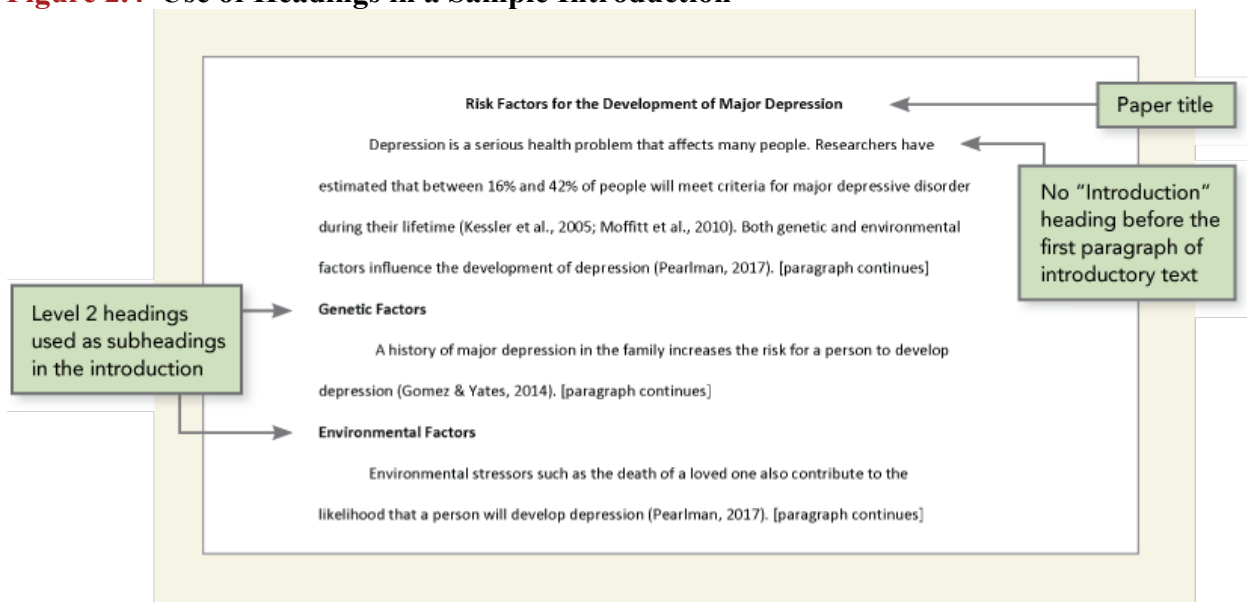 Figure 2.4 Use of Headings in a Sample Introduction
Risk Factors for the Development of Major Depression
Paper title
Depression is a serious health problem that affects many people. Researchers have
estimated that between 16% and 42% of people will meet criteria for major depressive disorder
during their lifetime (Kessler et al., 2005; Moffitt et al., 2010). Both genetic and environmental
factors influence the development of depression (Pearlman, 2017). [paragraph continues]
No “Introduction”
heading before the
first paragraph of
introductory text
Level 2 headings
used as subheadings
in the introduction
Genetic Factors
A history of major depression in the family increases the risk for a person to develop
depression (Gomez & Yates, 2014). [paragraph continues]
Environmental Factors
Environmental stressors such as the death of a loved one also contribute to the
likelihood that a person will develop depression (Pearlman, 2017). [paragraph continues]